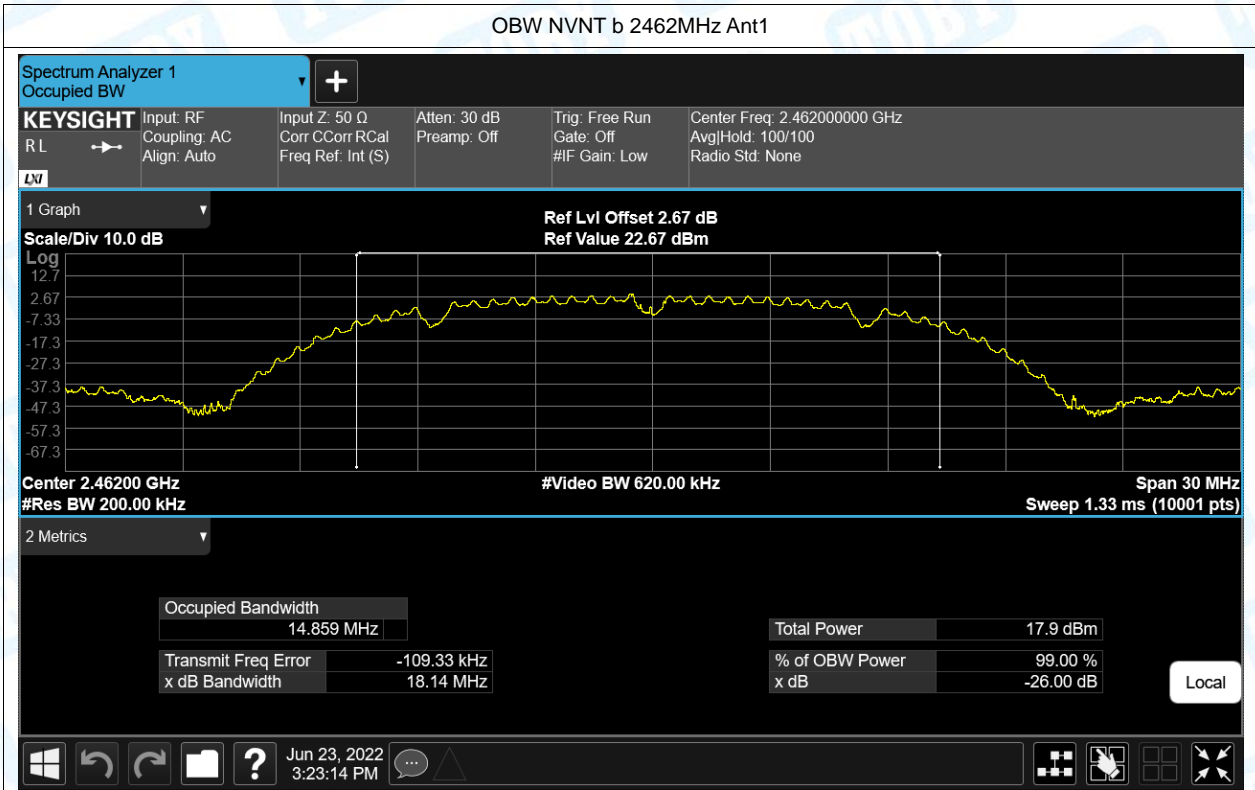 OBW NVNT b 2462MHz Ant1
Spectrum Analyzer 1
Occupied BW
KEYSIGHT
RL
LXI
Input: RF
Coupling: AC
Align: Auto
Input Z: 50 Ω
Corr CCorr RCal
Freq Ref: Int (S)
Atten: 30 dB
Preamp: Off
Trig: Free Run
Gate: Off
#IF Gain: Low
Center Freq: 2.462000000 GHz
Avg|Hold: 100/100
Radio Std: None
1 Graph
Scale/Div 10.0 dB
Ref Lvl Offset 2.67 dB
Ref Value 22.67 dBm
Log
12.7
2.67
-7.33
-17.3
-27.3
-37.3
-47.3
-57.3
-67.3
Center 2.46200 GHz
#Video BW 620.00 kHz
Span 30 MHz
#Res BW 200.00 kHz
Sweep 1.33 ms (10001 pts)
2 Metrics
Occupied Bandwidth
14.859 MHz
Total Power 17.9 dBm
Transmit Freq Error -109.33 kHz
% of OBW Power 99.00 %
x dB Bandwidth 18.14 MHz
x dB -26.00 dB
Local
?
Jun 23, 2022
3:23:14 PM